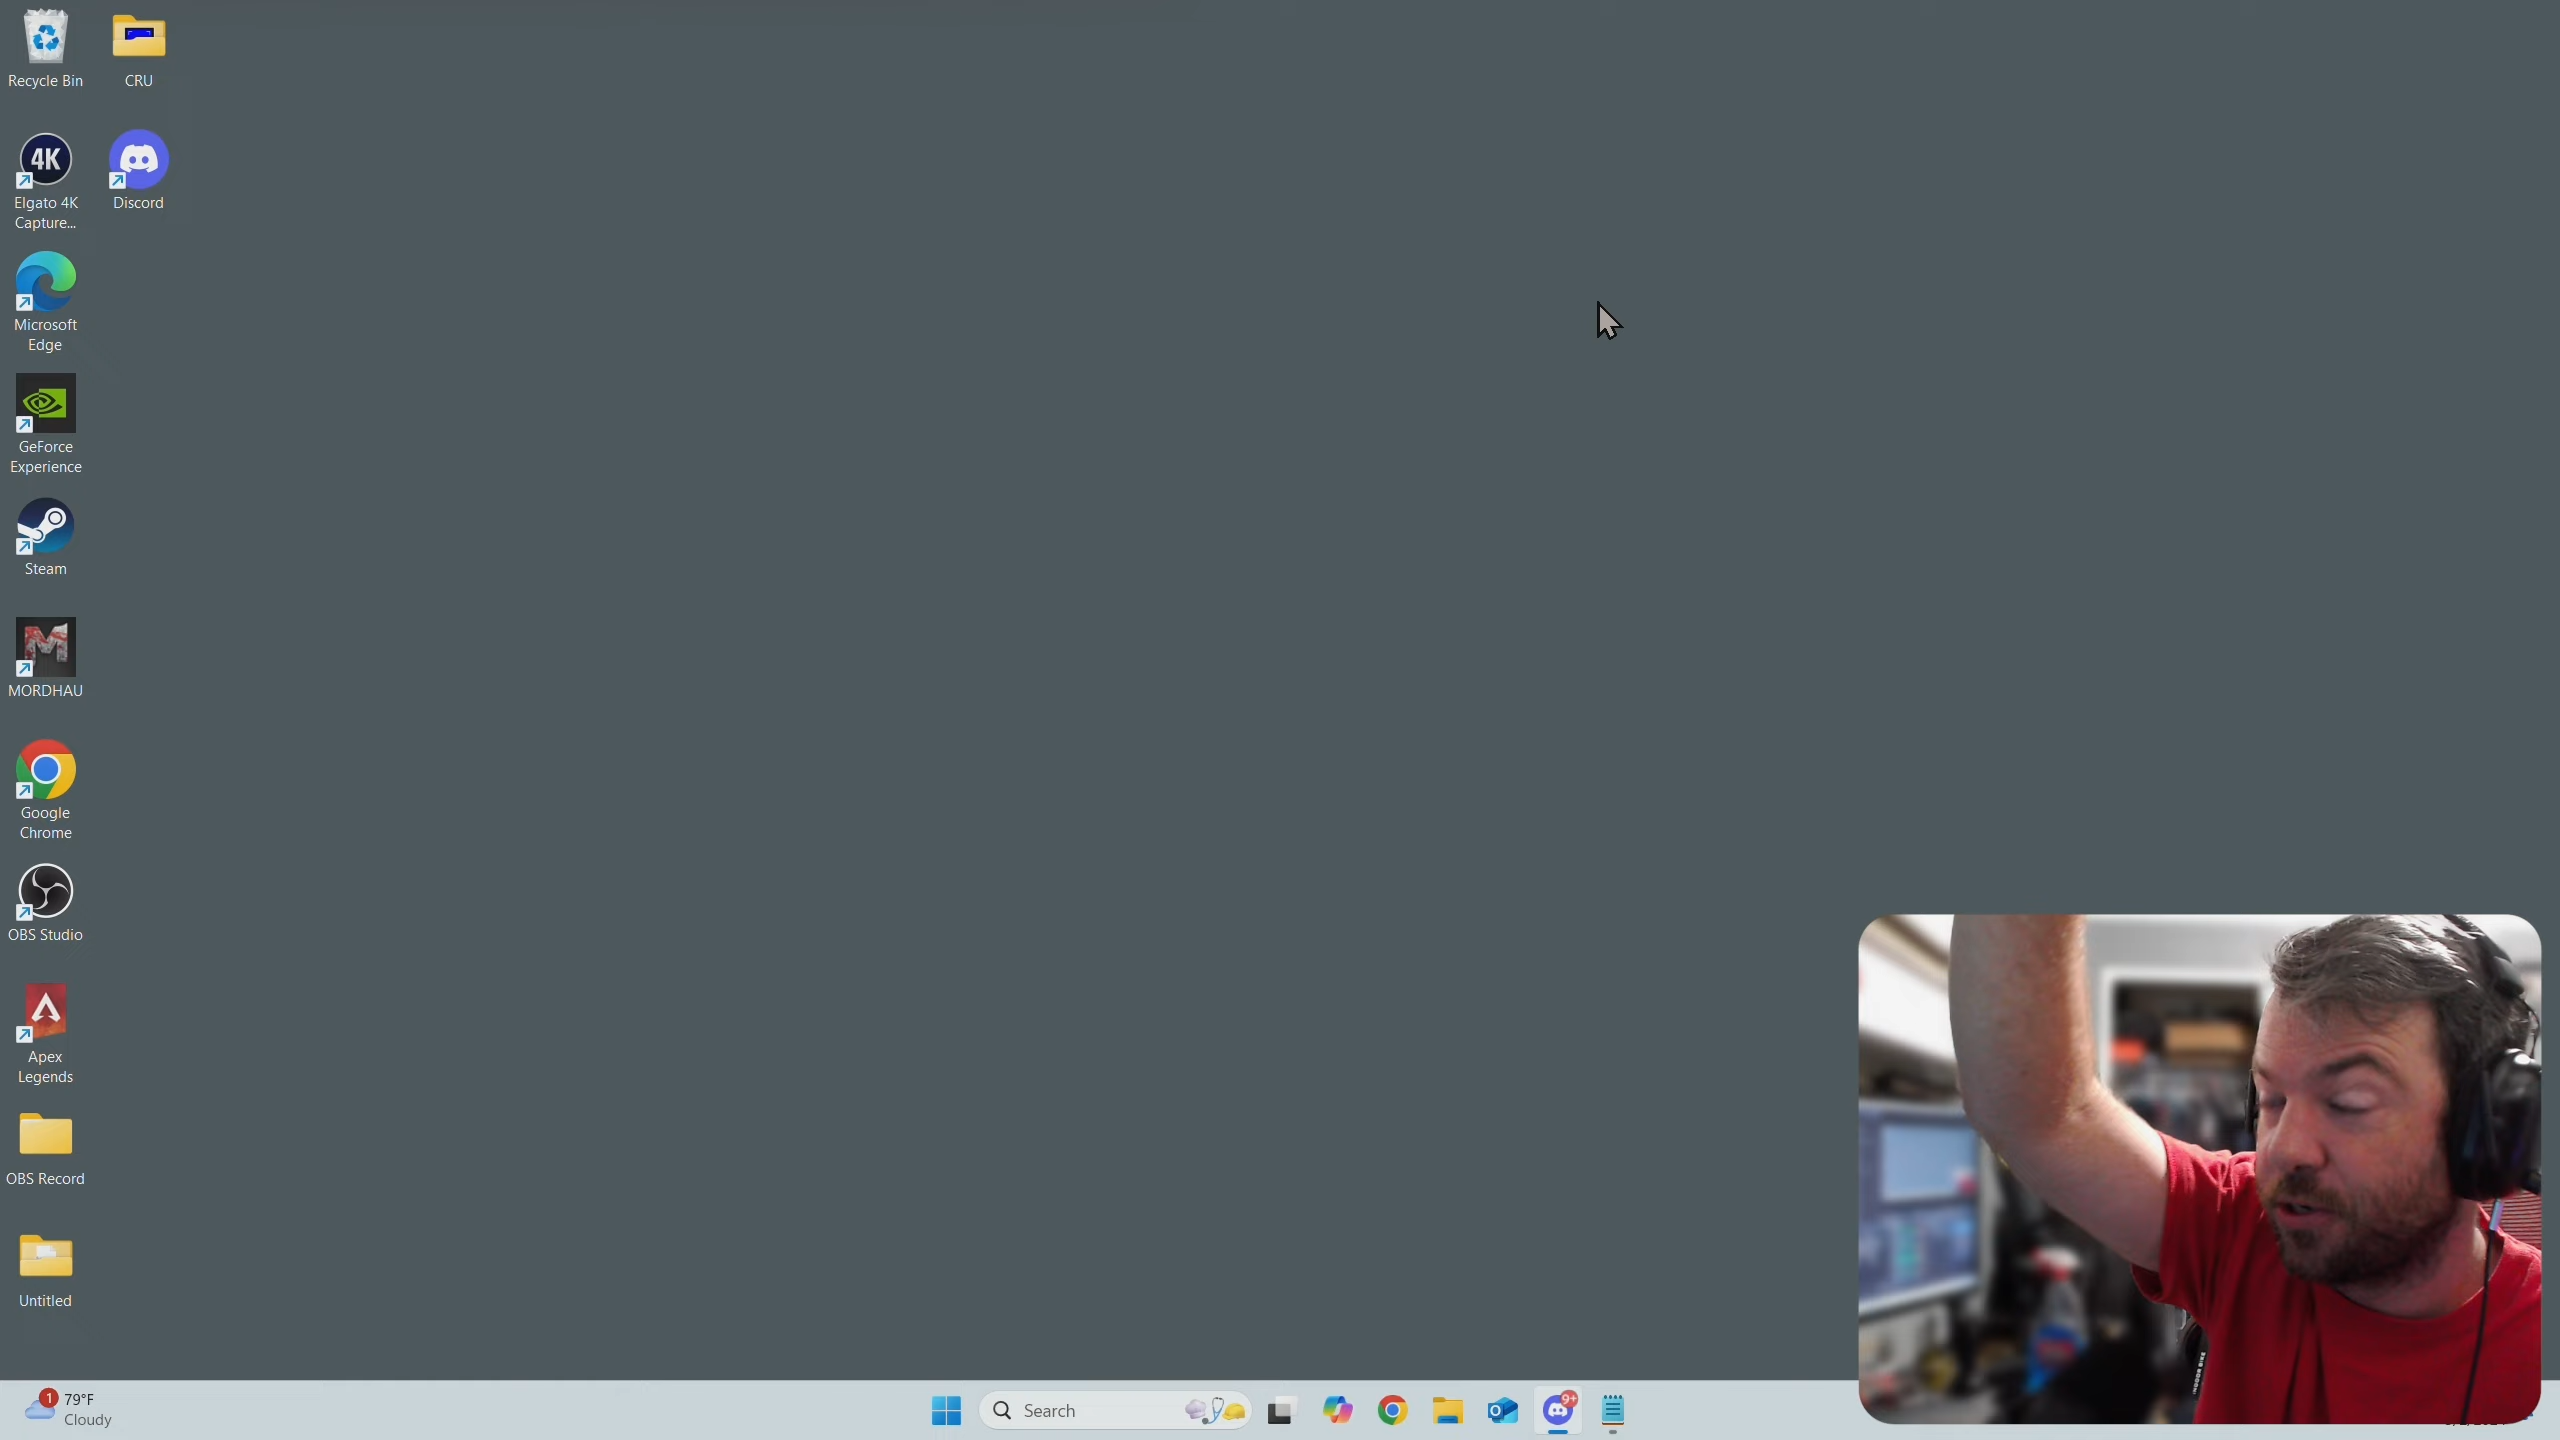 Recycle Bin
CRU
4K
Elgato 4K
Capture...
Discord
Microsoft
Edge
GeForce
Experience
Steam
M
MORDHAU
Google
Chrome
OBS Studio
Apex
Legends
OBS Record
Untitled
1
79°F
Cloudy
Search
9+